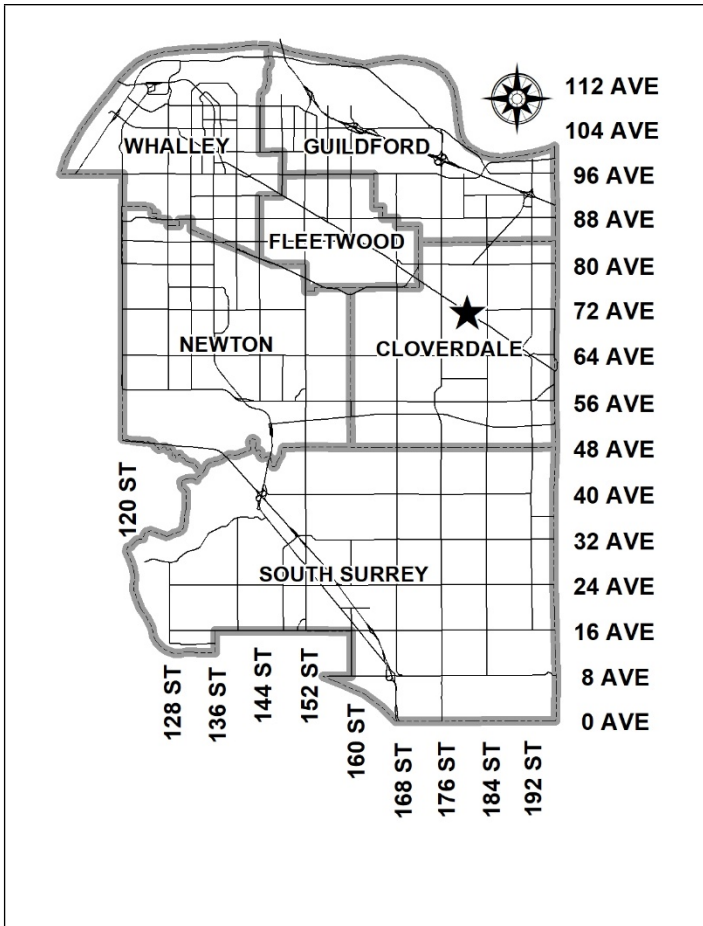 112 AVE
104 AVE
WHALLEY
GUILDFORD
96 AVE
88 AVE
FLEETWOOD
80 AVE
72 AVE
NEWTON
CLOVERDALE
64 AVE
56 AVE
48 AVE
120 ST
40 AVE
32 AVE
SOUTH SURREY
24 AVE
16 AVE
128 ST
136 ST
144 ST
152 ST
160 ST
8 AVE
0 AVE
168 ST
176 ST
184 ST
192 ST